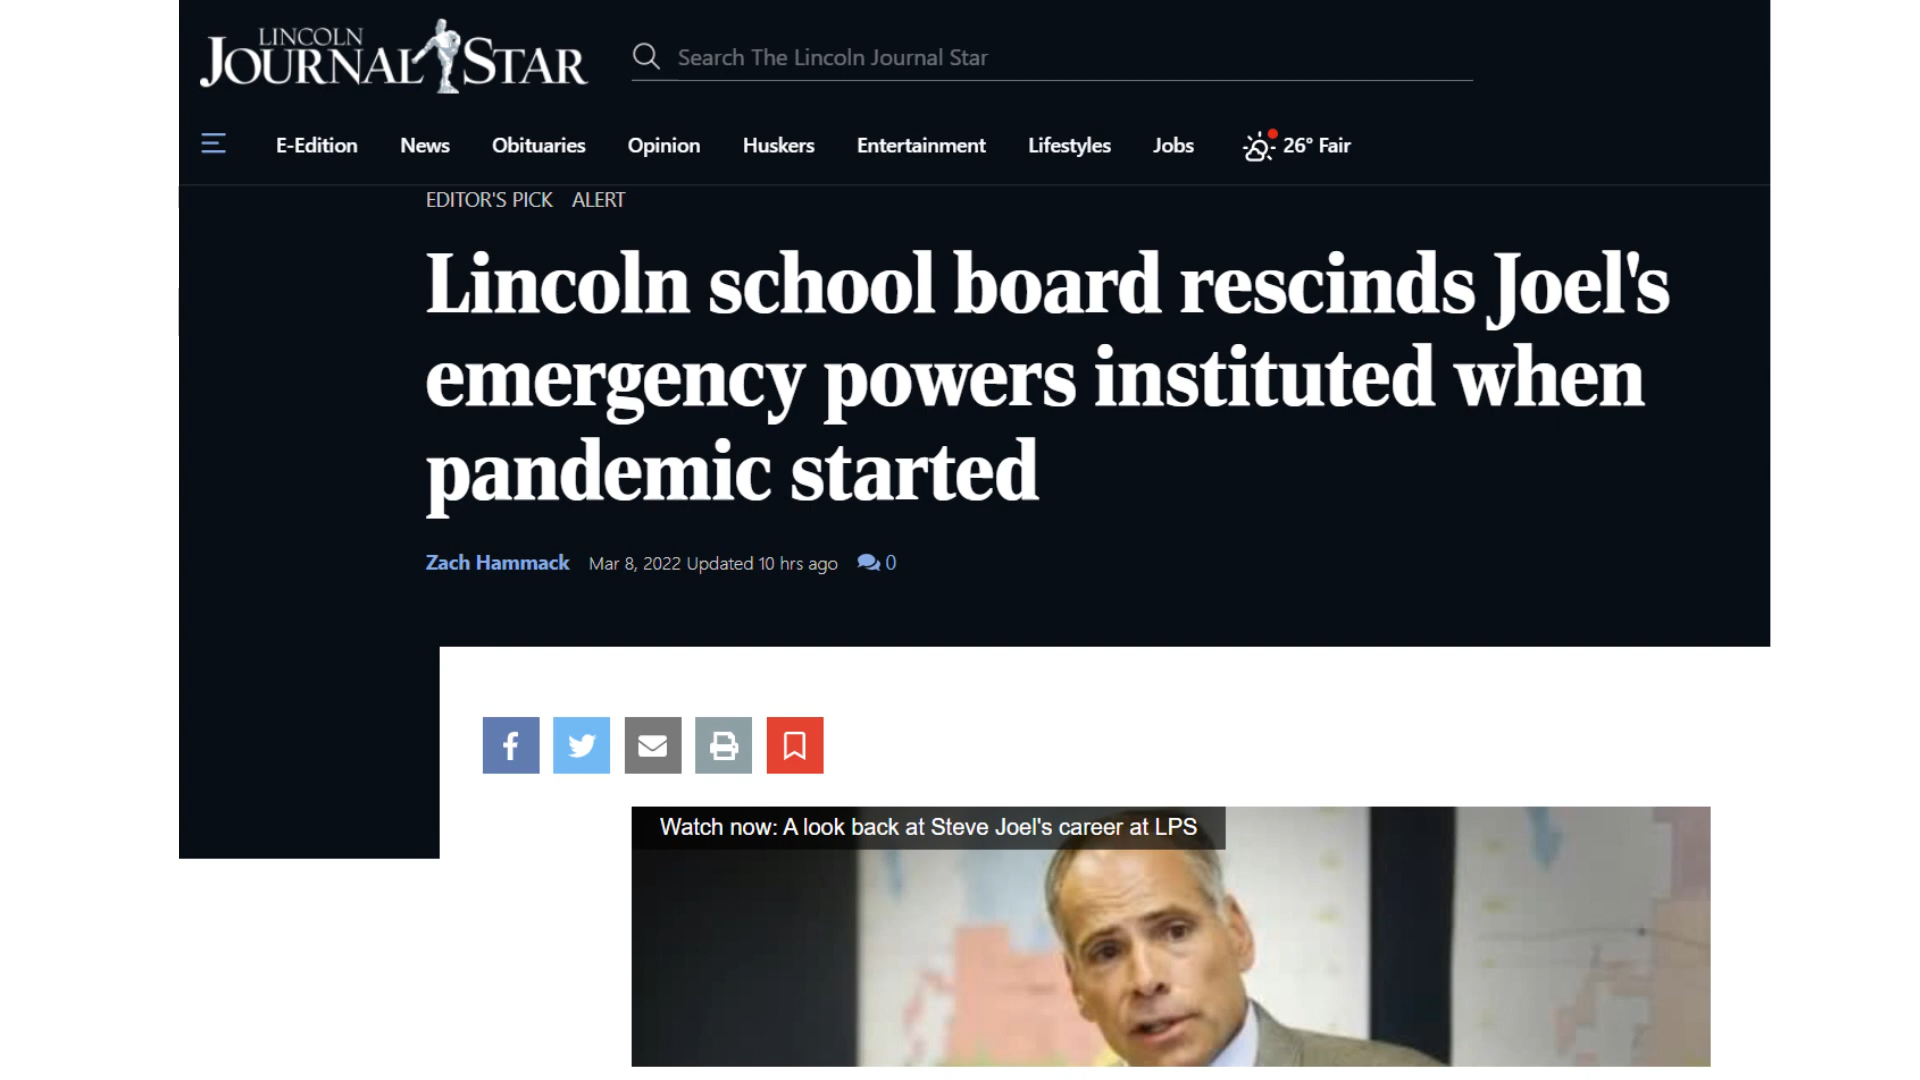 LINCOLN
JOURNAL STAR
Search The Lincoln Journal Star
E-Edition News Obituaries Opinion Huskers Entertainment Lifestyles Jobs 26° Fair
EDITOR'S PICK ALERT
Lincoln school board rescinds Joel's
emergency powers instituted when
pandemic started
Zach Hammack Mar 8, 2022 Updated 10 hrs ago 0
Watch now: A look back at Steve Joel's career at LPS